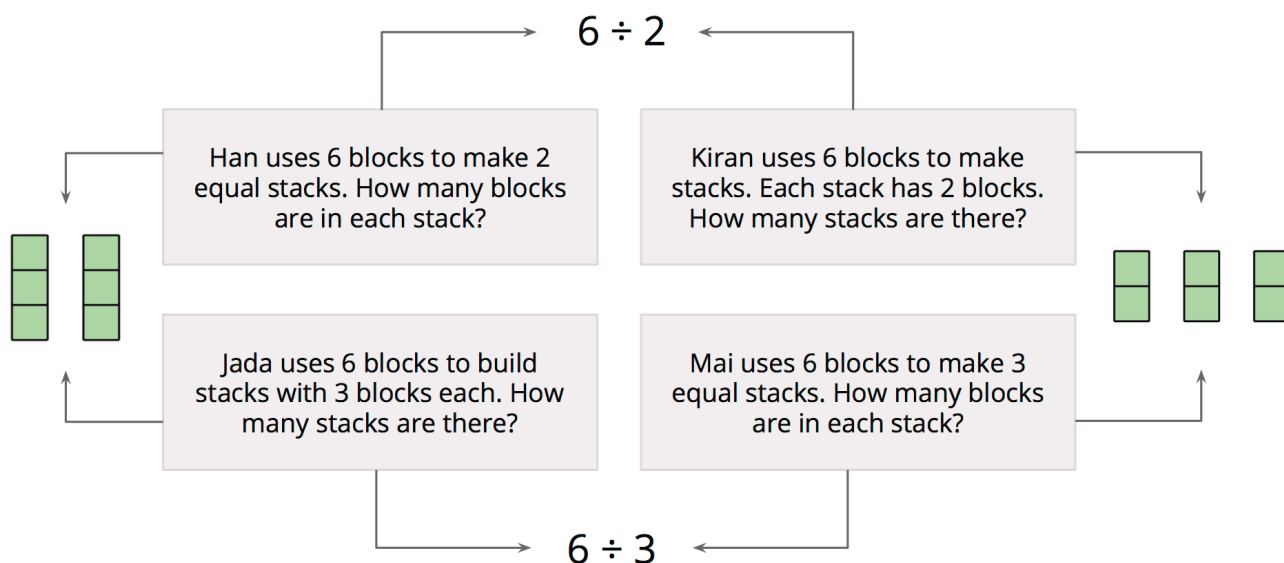 6 ÷ 2
Han uses 6 blocks to make 2
equal stacks. How many blocks
are in each stack?
Kiran uses 6 blocks to make
stacks. Each stack has 2 blocks.
How many stacks are there?
Jada uses 6 blocks to build
stacks with 3 blocks each. How
many stacks are there?
Mai uses 6 blocks to make 3
equal stacks. How many blocks
are in each stack?
6 ÷ 3